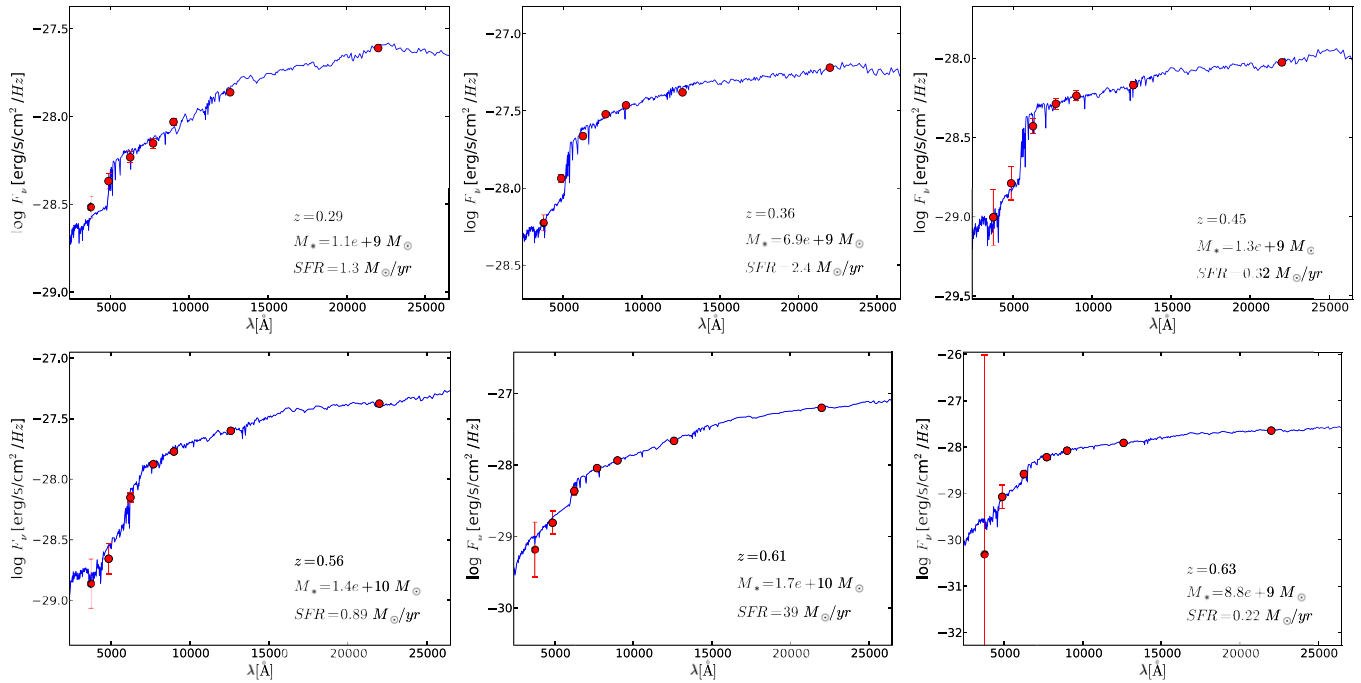 −27.5
−28.0
−28.5
−29.0
log F_ν [erg/s/cm² /Hz]
z=0.29
M_*=1.1e+9 M_⊙
SFR=1.3 M_⊙/yr
5000 10000 15000 20000 25000
λ[Å]
−27.0
−27.5
−28.0
−28.5
log F_ν [erg/s/cm² /Hz]
z=0.36
M_*=6.9e+9 M_⊙
SFR=2.4 M_⊙/yr
5000 10000 15000 20000 25000
λ[Å]
−28.0
−28.5
−29.0
−29.5
log F_ν [erg/s/cm² /Hz]
z=0.45
M_*=1.3e+9 M_⊙
SFR=0.32 M_⊙/yr
5000 10000 15000 20000 25000
λ[Å]
−27.0
−27.5
−28.0
−28.5
−29.0
log F_ν [erg/s/cm² /Hz]
z=0.56
M_*=1.4e+10 M_⊙
SFR=0.89 M_⊙/yr
5000 10000 15000 20000 25000
λ[Å]
−27
−28
−29
−30
log F_ν [erg/s/cm² /Hz]
z=0.61
M_*=1.7e+10 M_⊙
SFR=39 M_⊙/yr
5000 10000 15000 20000 25000
λ[Å]
−26
−27
−28
−29
−30
−31
−32
log F_ν [erg/s/cm² /Hz]
z=0.63
M_*=8.8e+9 M_⊙
SFR=0.22 M_⊙/yr
5000 10000 15000 20000 25000
λ[Å]